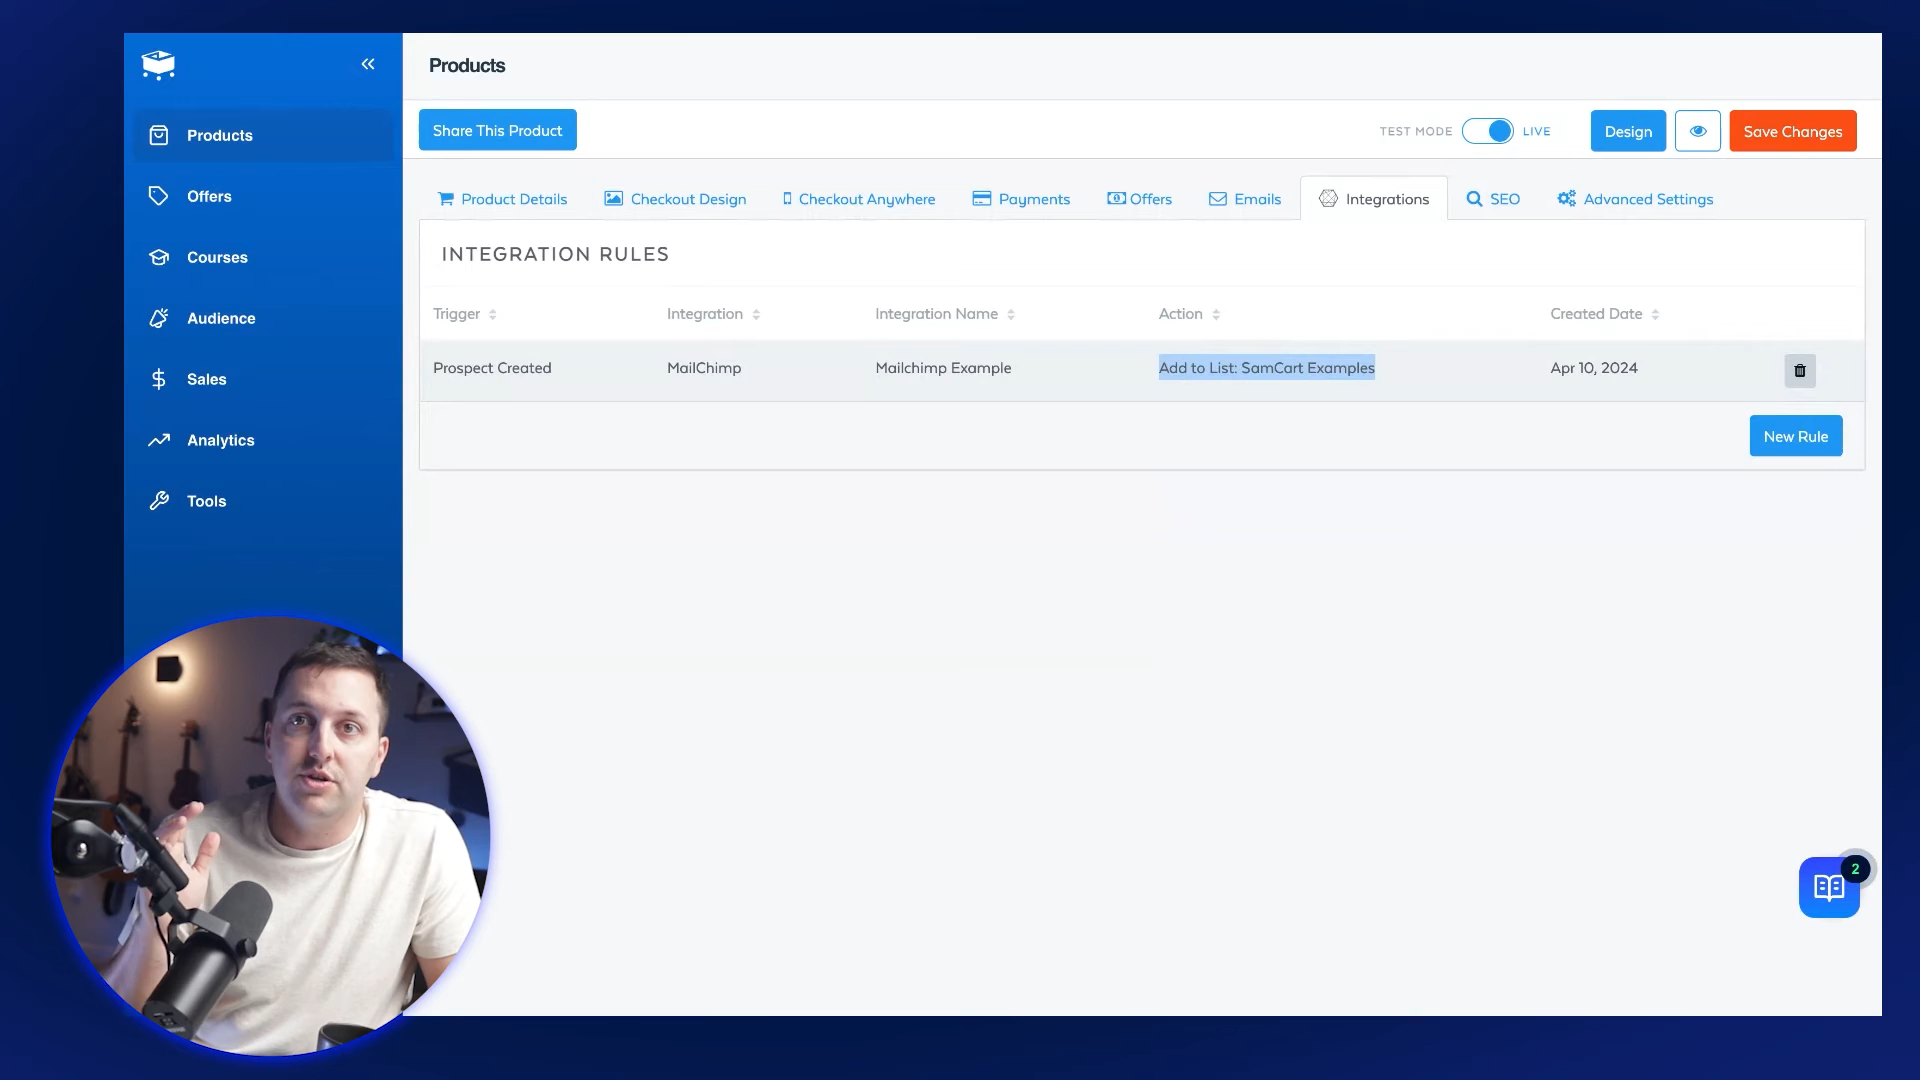 Products
Share This Product
TEST MODE LIVE
Design
Save Changes
Products
Offers
Courses
Audience
Sales
Analytics
Tools
Product Details
Checkout Design
Checkout Anywhere
Payments
Offers
Emails
Integrations
SEO
Advanced Settings
INTEGRATION RULES
Trigger Integration Integration Name Action Created Date
Prospect Created MailChimp Mailchimp Example Add to List: SamCart Examples Apr 10, 2024
New Rule
2